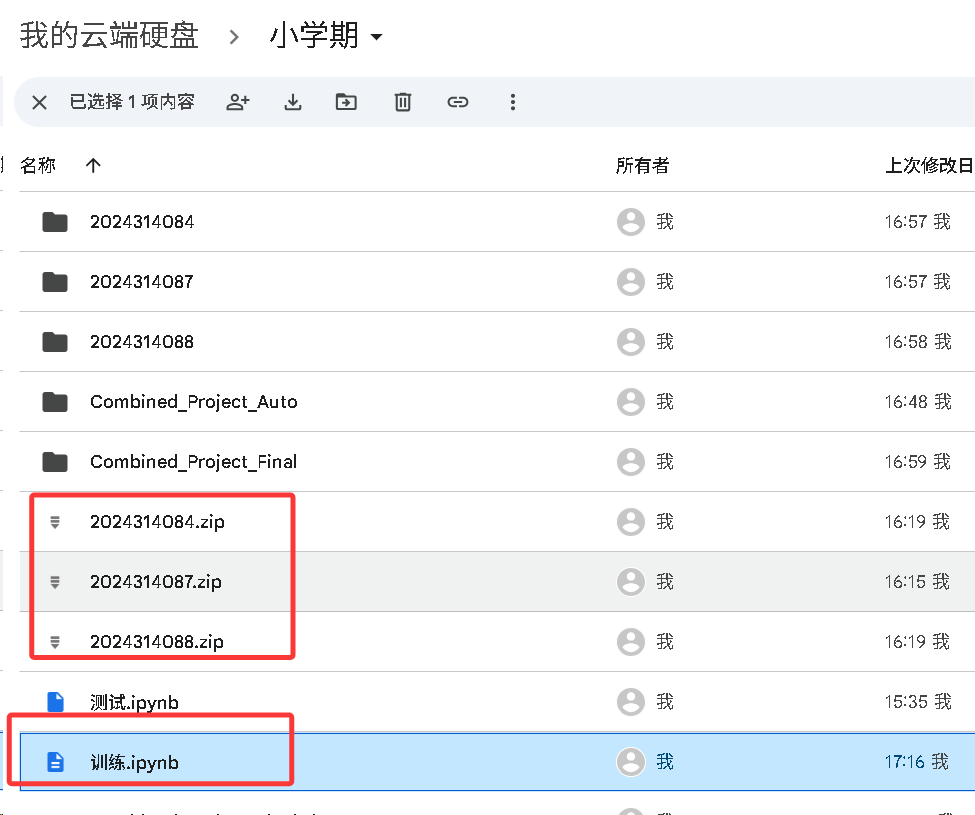 我的云端硬盘 > 小学期
已选择 1 项内容
名称 所有者 上次修改日
2024314084 我 16:57 我
2024314087 我 16:57 我
2024314088 我 16:58 我
Combined_Project_Auto 我 16:48 我
Combined_Project_Final 我 16:59 我
2024314084.zip 我 16:19 我
2024314087.zip 我 16:15 我
2024314088.zip 我 16:19 我
测试.ipynb 我 15:35 我
训练.ipynb 我 17:16 我